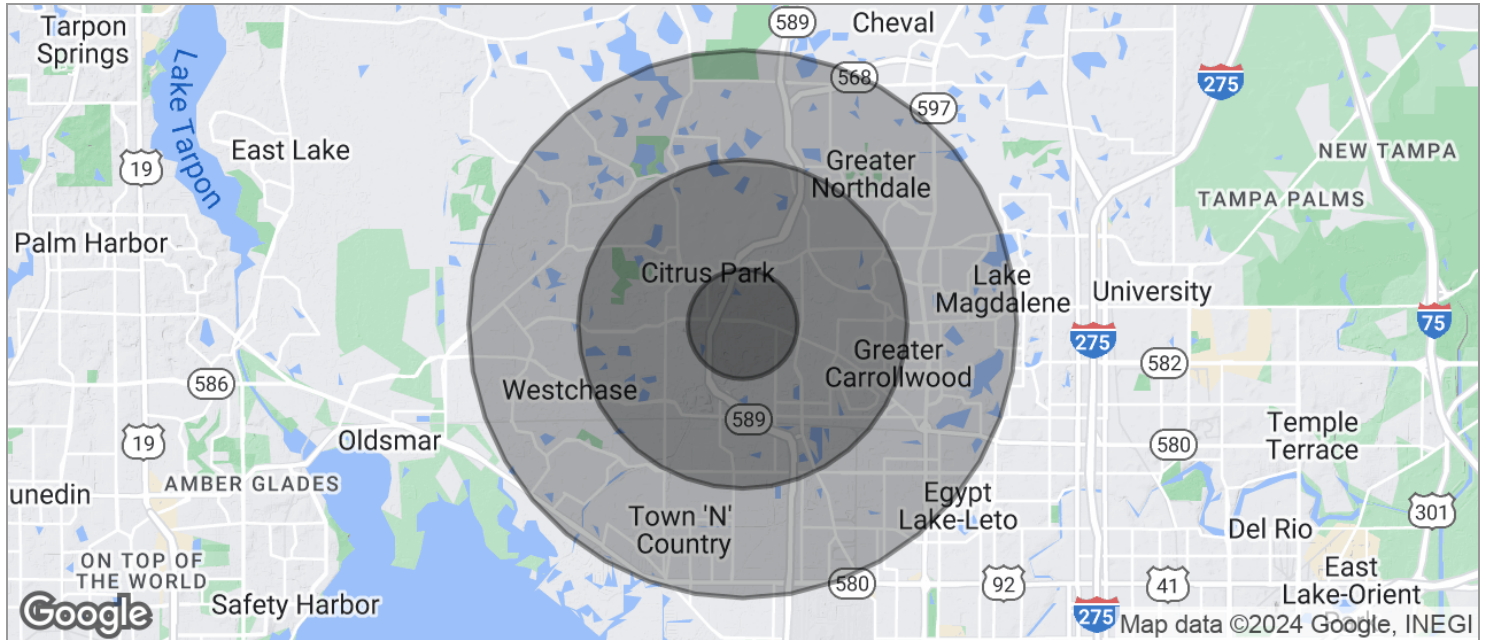 Tarpon
Springs
589
Cheval
568
275
597
Lake Tarpon
East Lake
19
Greater
Northdale
NEW TAMPA
TAMPA PALMS
Palm Harbor
Citrus Park
Lake
Magdalene
University
75
275
Greater
Carrollwood
582
586
Westchase
589
Oldsmar
19
580
Temple
Terrace
AMBER GLADES
unedin
Egypt
Lake-Leto
301
Town 'N'
Country
Del Rio
ON TOP OF
THE WORLD
580
92
41
East
Lake-Orient
Safety Harbor
275
Google
Map data ©2024 Google, INEGI